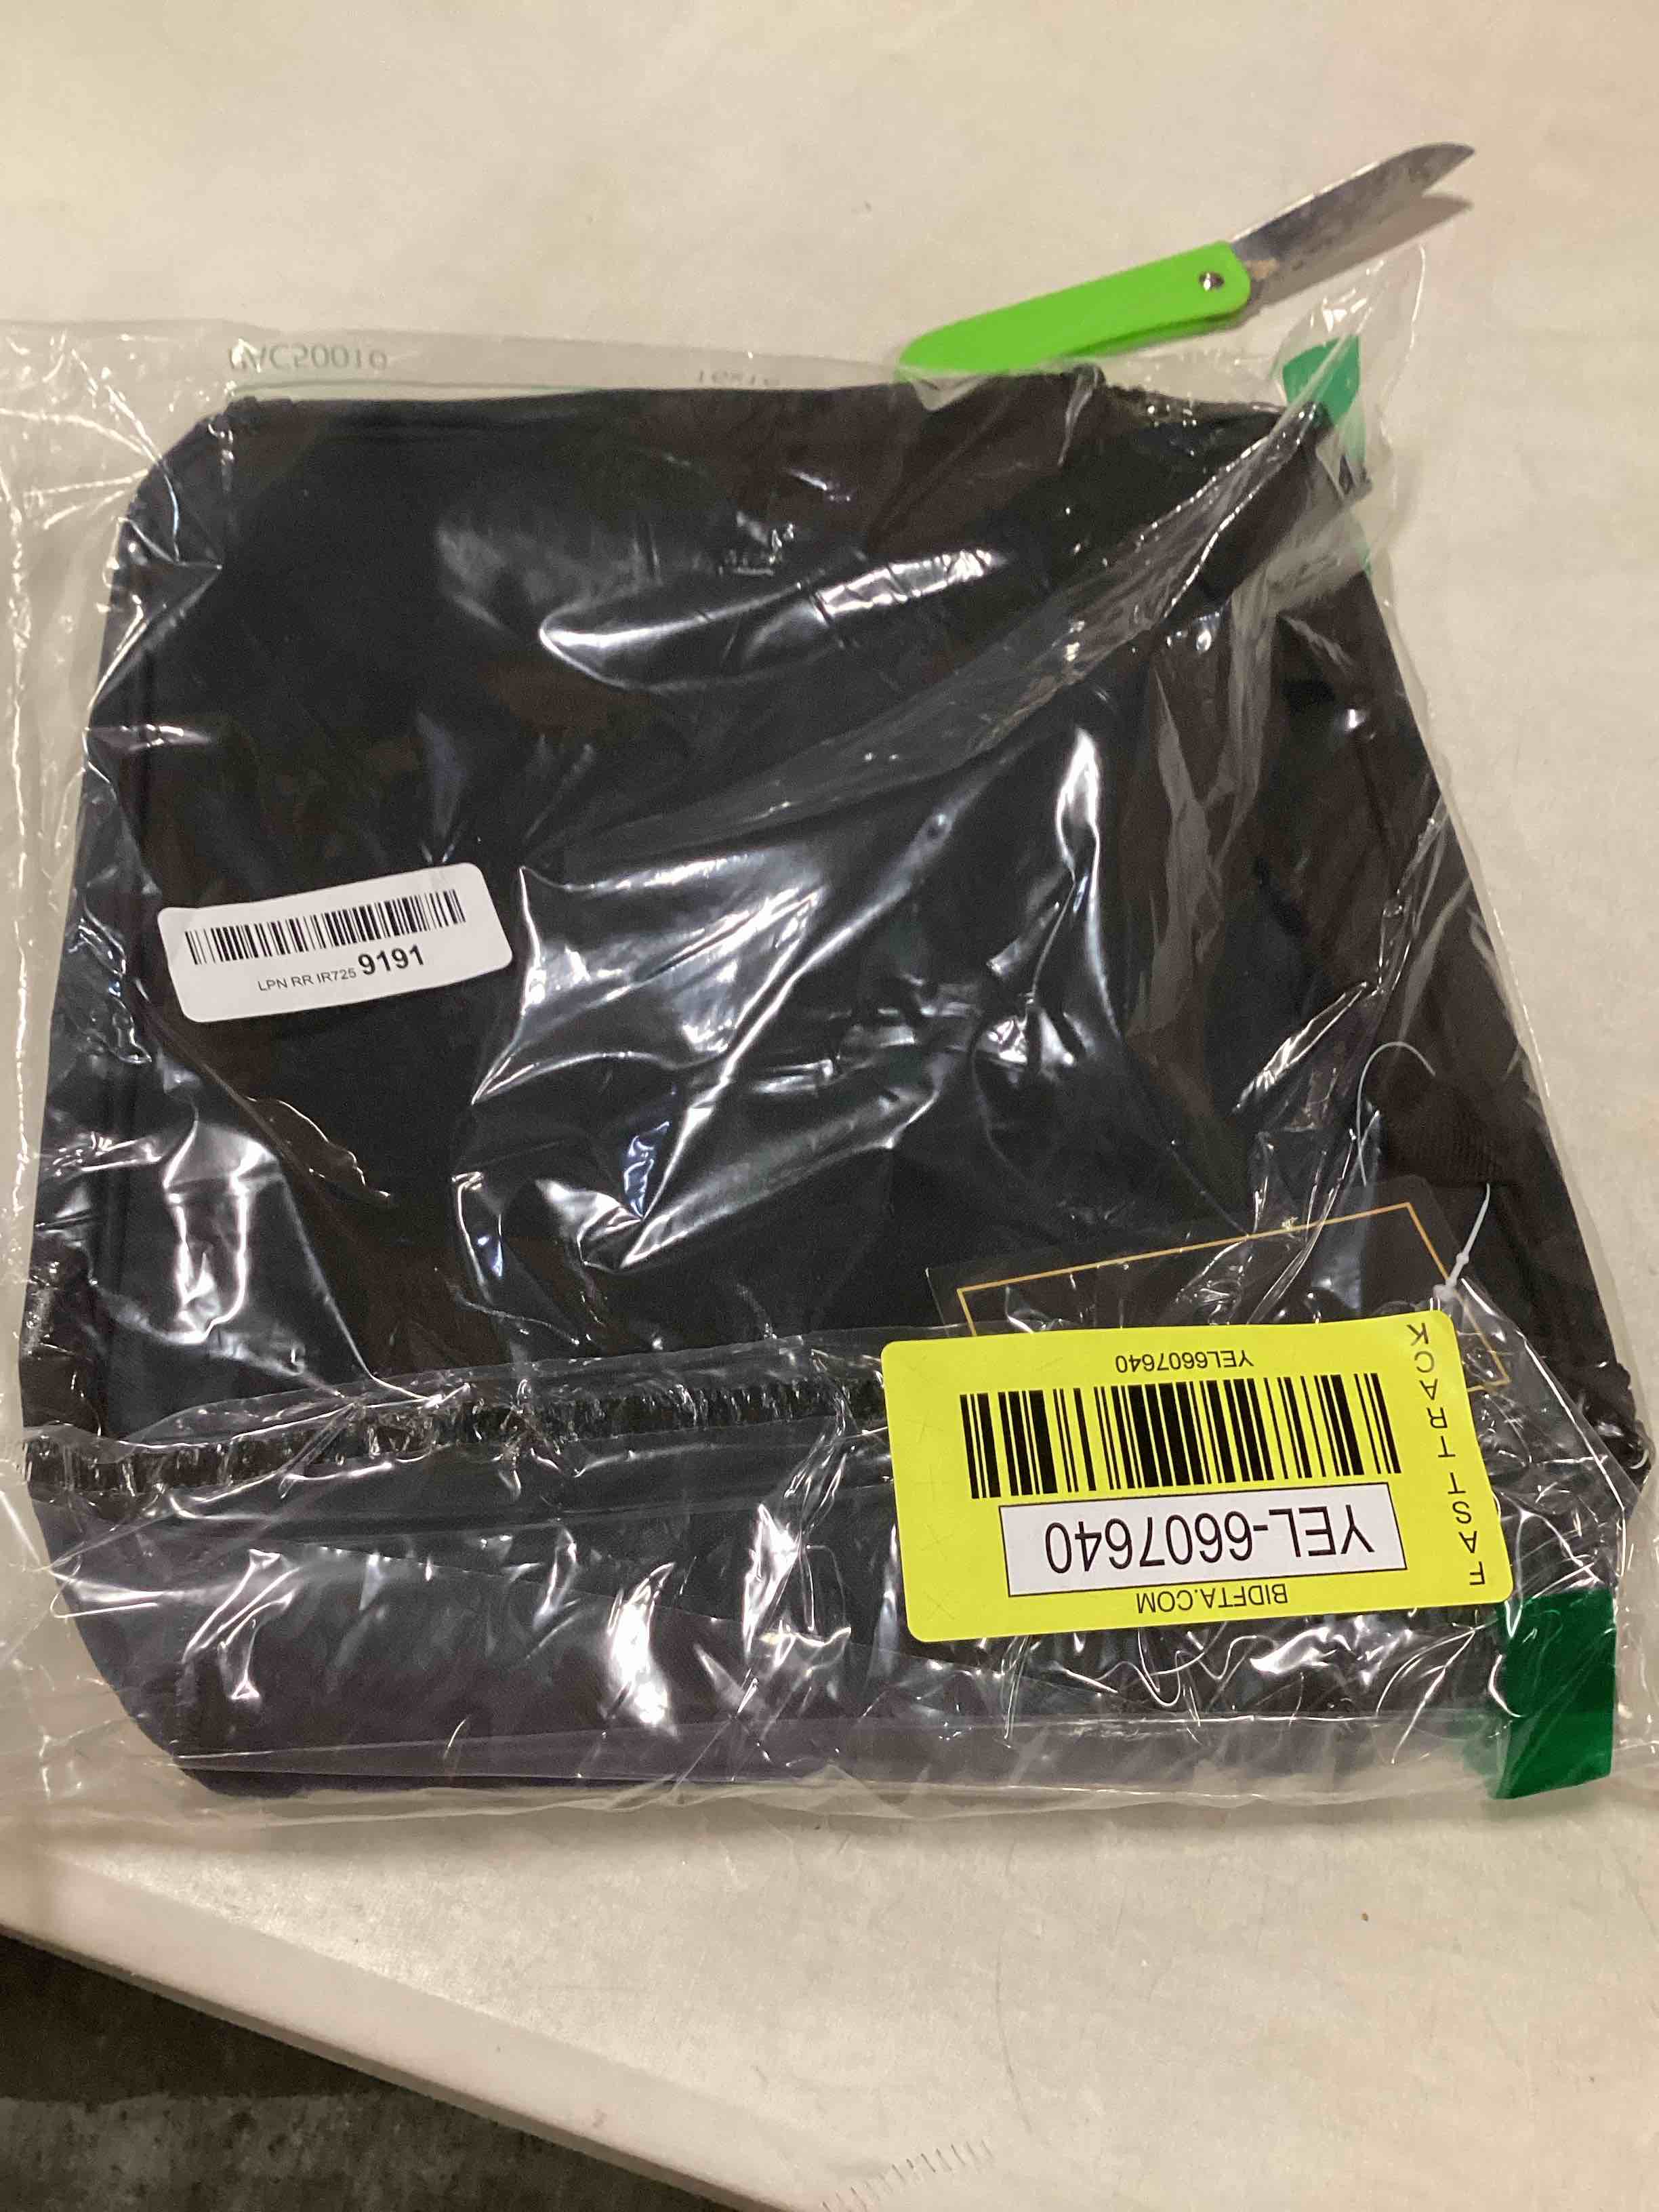 LPN RR IR725 9191
YEL6607640
YEL-6607640
BIDFTA.COM
FAST TRACK